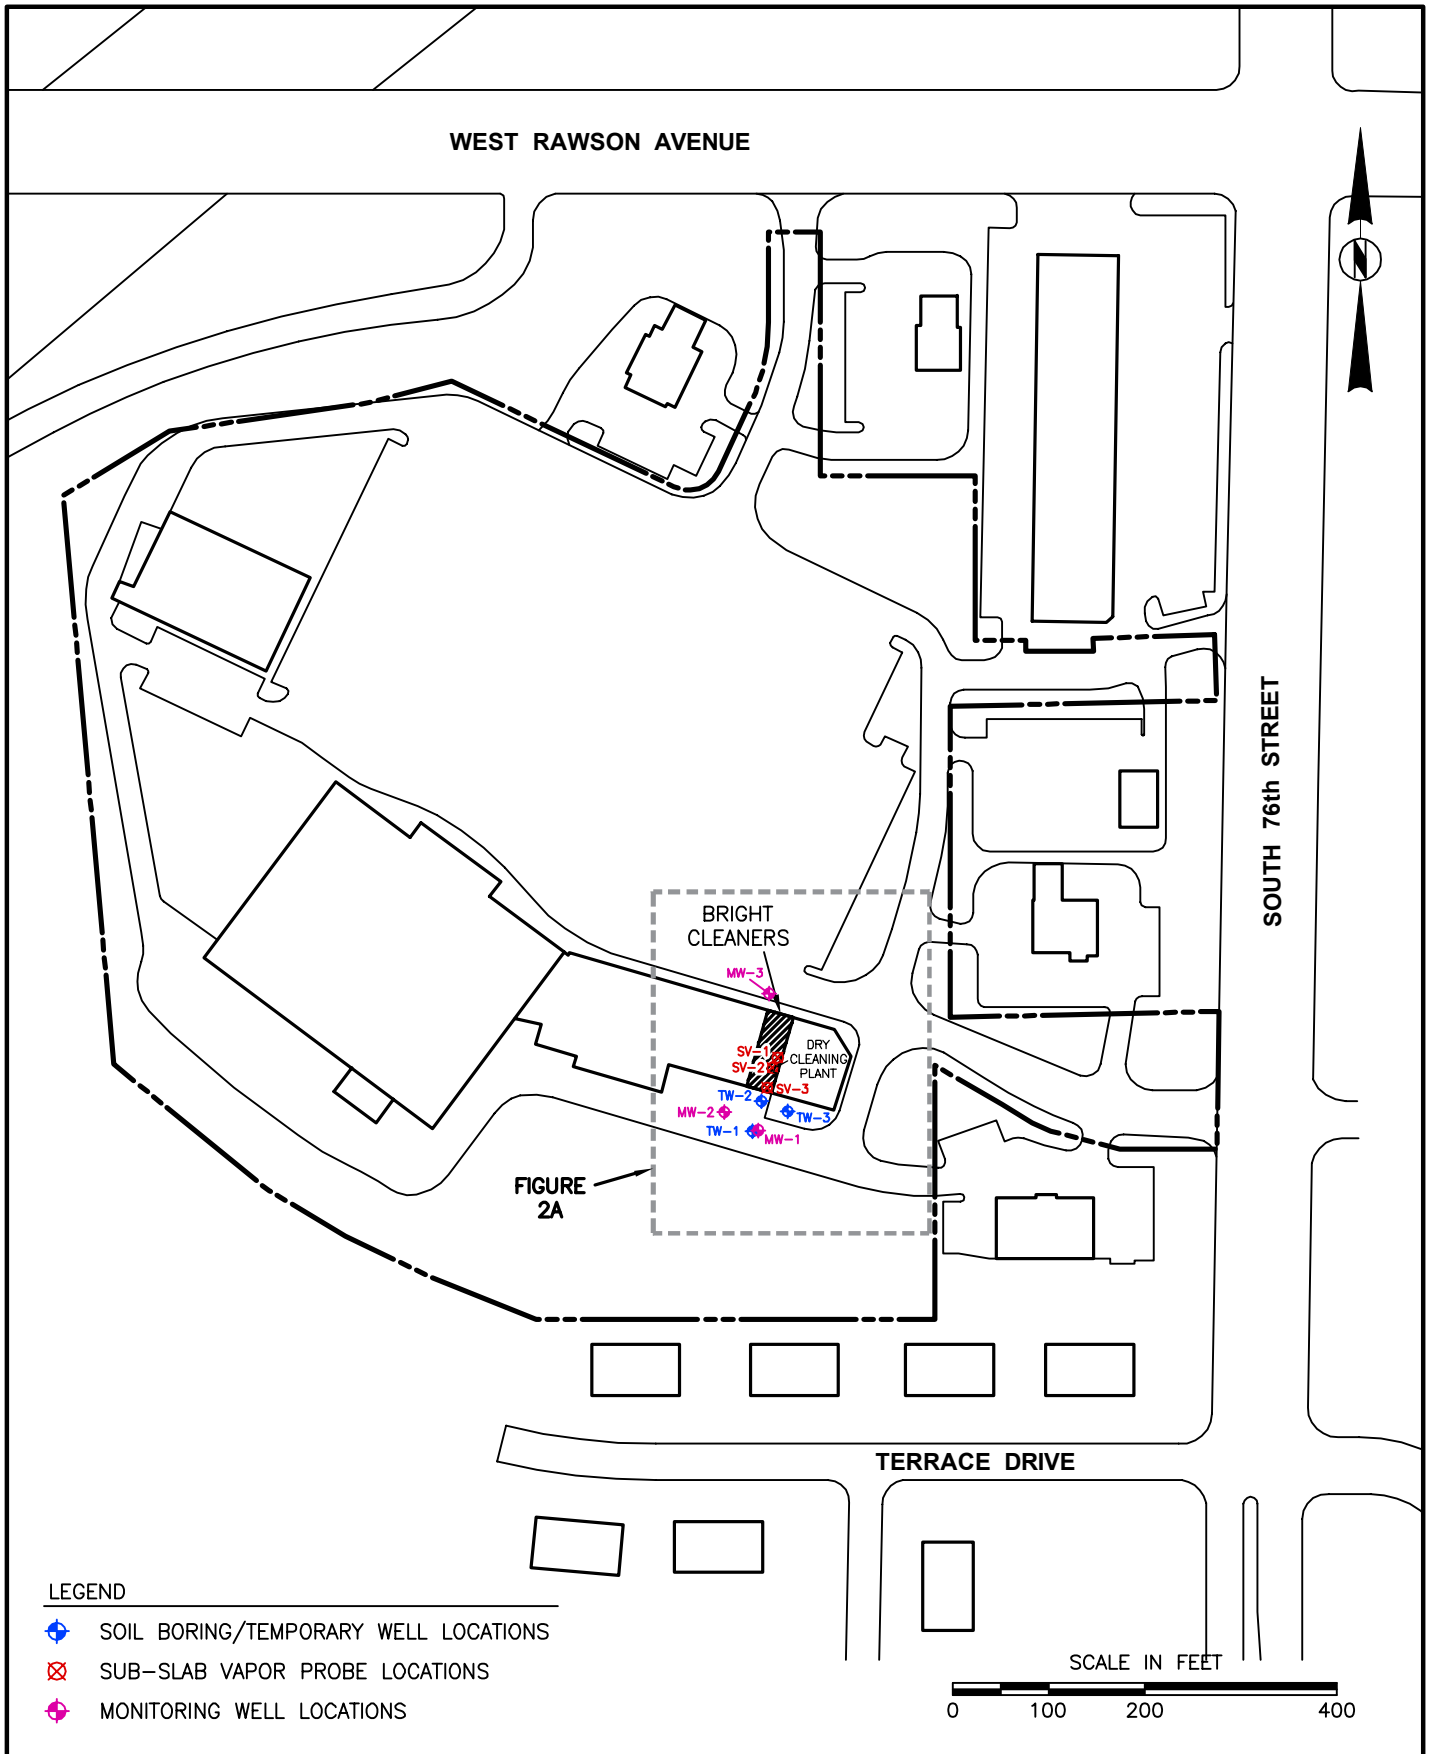 WEST RAWSON AVENUE
N
SOUTH 76th STREET
BRIGHT
CLEANERS
MW-3
SV-1
SV-2
DRY
CLEANING
PLANT
SV-3
TW-2
MW-2
TW-3
TW-1
MW-1
FIGURE
2A
TERRACE DRIVE
LEGEND
SOIL BORING/TEMPORARY WELL LOCATIONS
SUB-SLAB VAPOR PROBE LOCATIONS
MONITORING WELL LOCATIONS
SCALE IN FEET
0 100 200 400